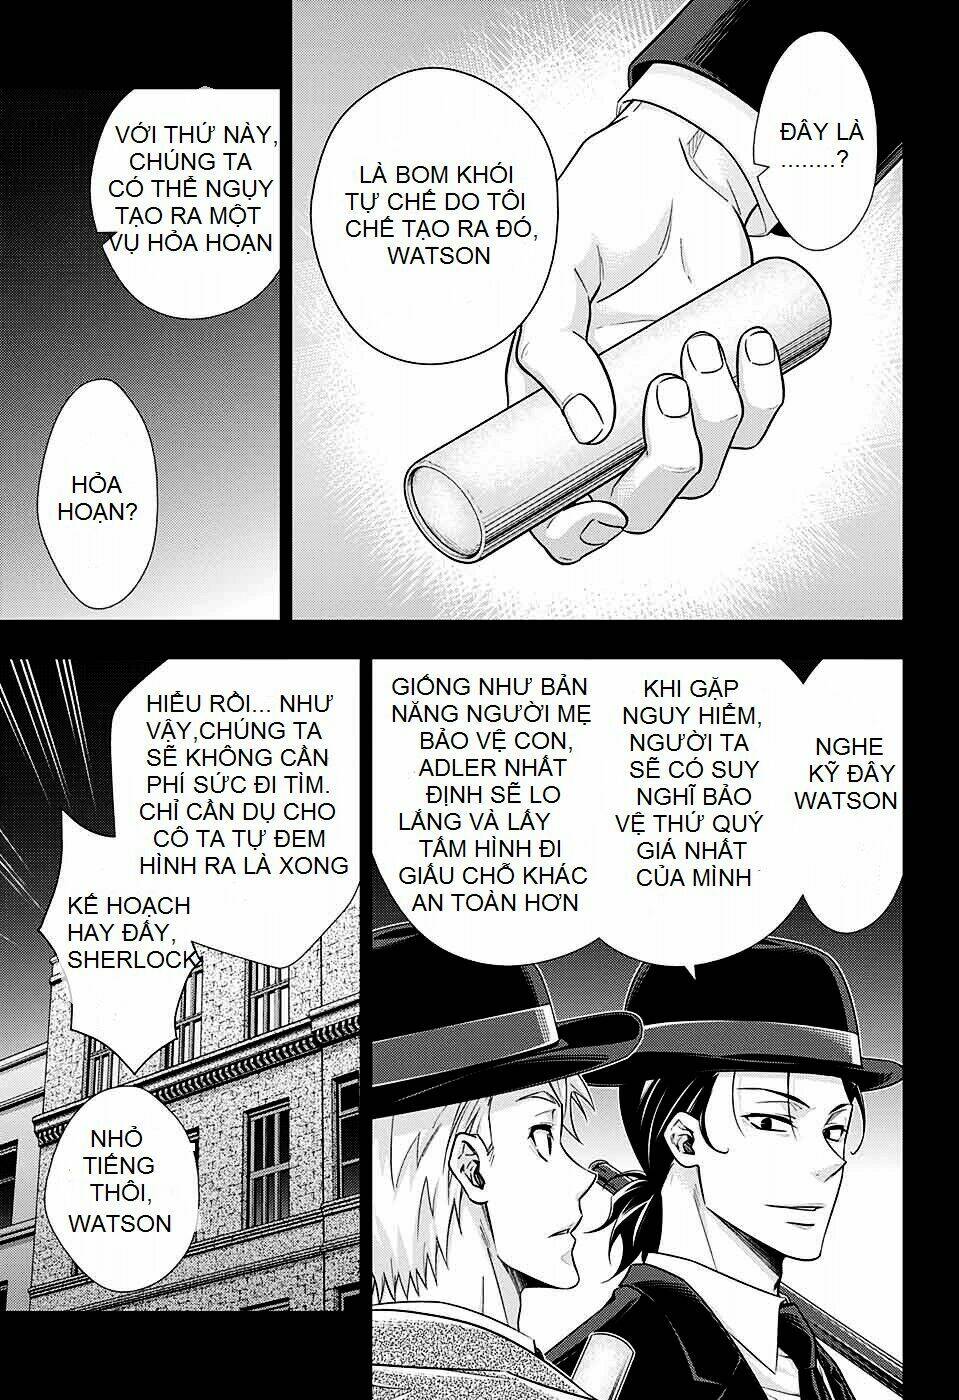 ĐÂY LÀ
........?
LÀ BOM KHÓI
TỰ CHẾ DO TÔI
CHẾ TẠO RA ĐÓ,
WATSON
VỚI THỨ NÀY,
CHÚNG TA
CÓ THỂ NGỤY
TẠO RA MỘT
VỤ HỎA HOẠN
HỎA
HOẠN?
NGHE
KỸ ĐÂY
WATSON
KHI GẶP
NGUY HIỂM,
NGƯỜI TA
SẼ CÓ SUY
NGHĨ BẢO
VỆ THỨ QUÝ
GIÁ NHẤT
CỦA MÌNH
GIỐNG NHƯ BẢN
NĂNG NGƯỜI MẸ
BẢO VỆ CON,
ADLER NHẤT
ĐỊNH SẼ LO
LẮNG VÀ LẤY
TẤM HÌNH ĐI
GIẤU CHỖ KHÁC
AN TOÀN HƠN
HIỂU RỒI... NHƯ
VẬY,CHÚNG TA
SẼ KHÔNG CẦN
PHÍ SỨC ĐI TÌM.
CHỈ CẦN DỤ CHO
CÔ TA TỰ ĐEM
HÌNH RA LÀ XONG
KẾ HOẠCH
HAY ĐẤY,
SHERLOCK
NHỎ
TIẾNG
THÔI,
WATSON